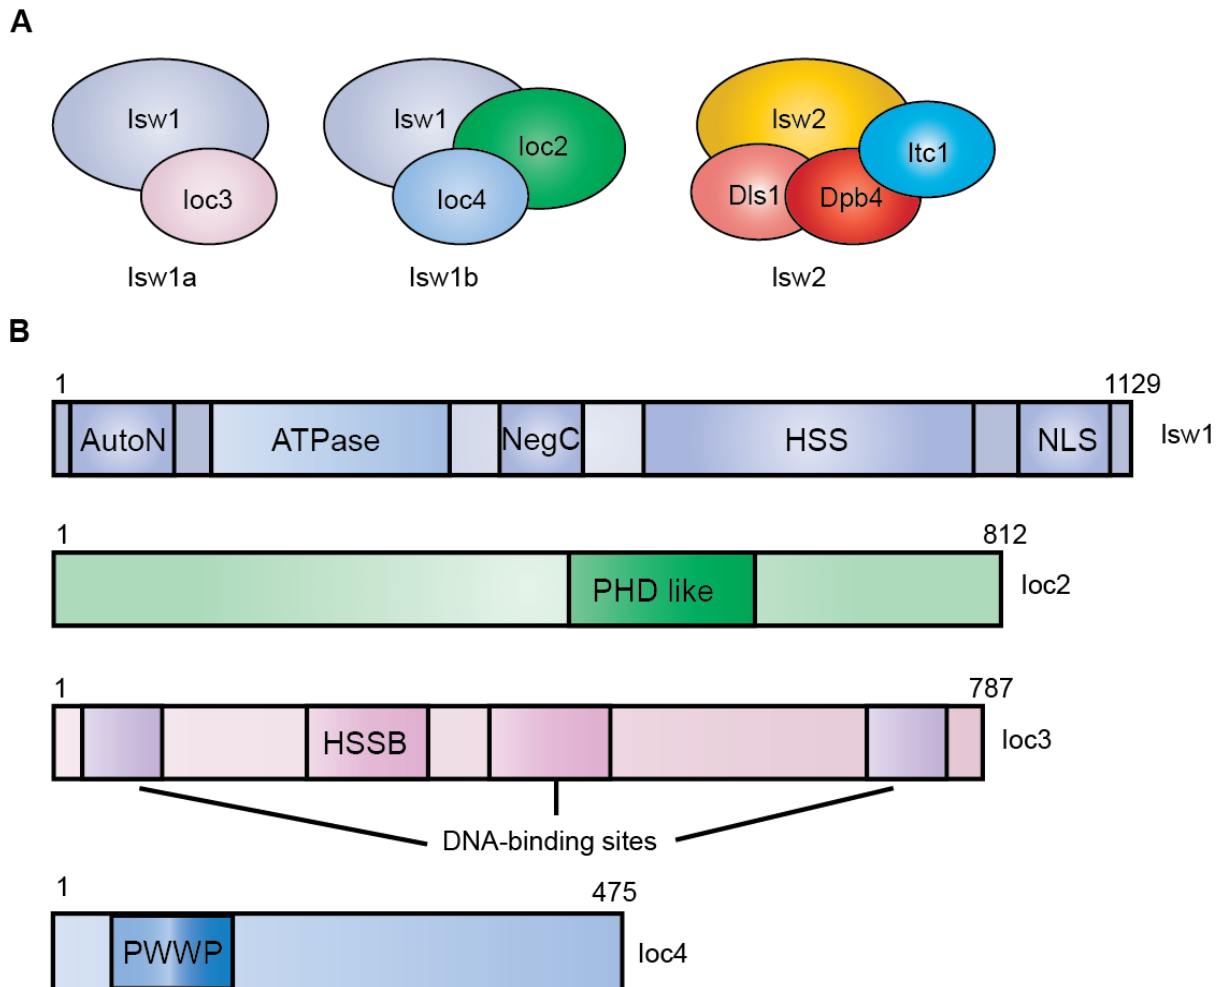 A
Isw1
Ioc3
Isw1a
Isw1
Ioc2
Ioc4
Isw1b
Isw2
Itc1
Dls1
Dpb4
Isw2
B
1
1129
AutoN
ATPase
NegC
HSS
NLS
Isw1
1
812
PHD like
Ioc2
1
787
HSSB
Ioc3
DNA-binding sites
1
475
PWWP
Ioc4